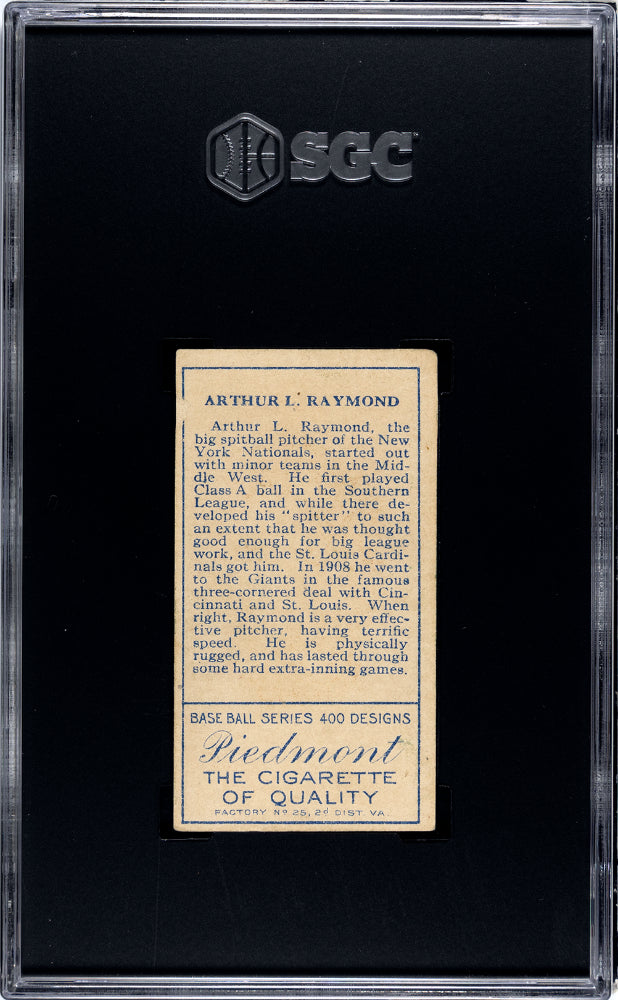 SGC
ARTHUR L. RAYMOND
Arthur L. Raymond, the
big spitball pitcher of the New
York Nationals, started out
with minor teams in the Mid-
dle West. He first played
Class A ball in the Southern
League, and while there de-
veloped his "spitter" to such
an extent that he was thought
good enough for big league
work, and the St. Louis Cardi-
nals got him. In 1908 he went
to the Giants in the famous
three-cornered deal with Cin-
cinnati and St. Louis. When
right, Raymond is a very effec-
tive pitcher, having terrific
speed. He is physically
rugged, and has lasted through
some hard extra-inning games.
BASE BALL SERIES 400 DESIGNS
Piedmont
THE CIGARETTE
OF QUALITY
FACTORY Nº 25, 2ᵈ DIST. VA.